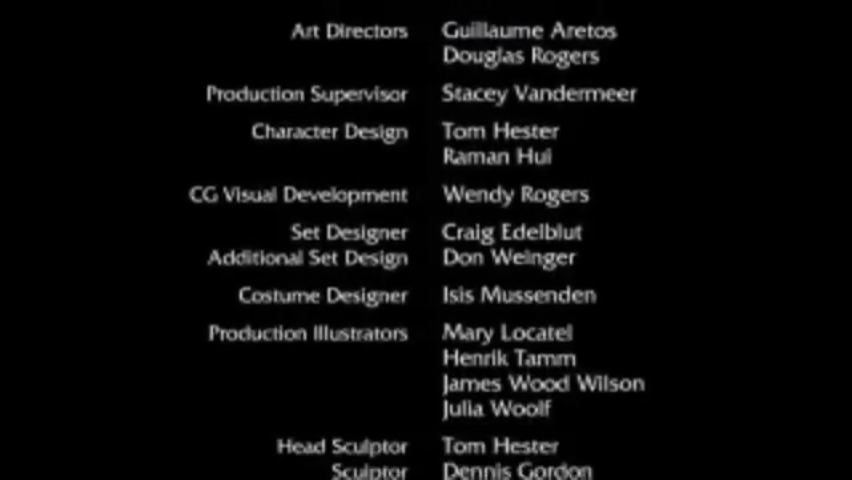 Art Directors Guillaume Aretos
Douglas Rogers
Production Supervisor Stacey Vandermeer
Character Design Tom Hester
Raman Hui
CG Visual Development Wendy Rogers
Set Designer Craig Edelblut
Additional Set Design Don Weinger
Costume Designer Isis Mussenden
Production Illustrators Mary Locatel
Henrik Tamm
James Wood Wilson
Julia Woolf
Head Sculptor Tom Hester
Sculptor Dennis Gordon